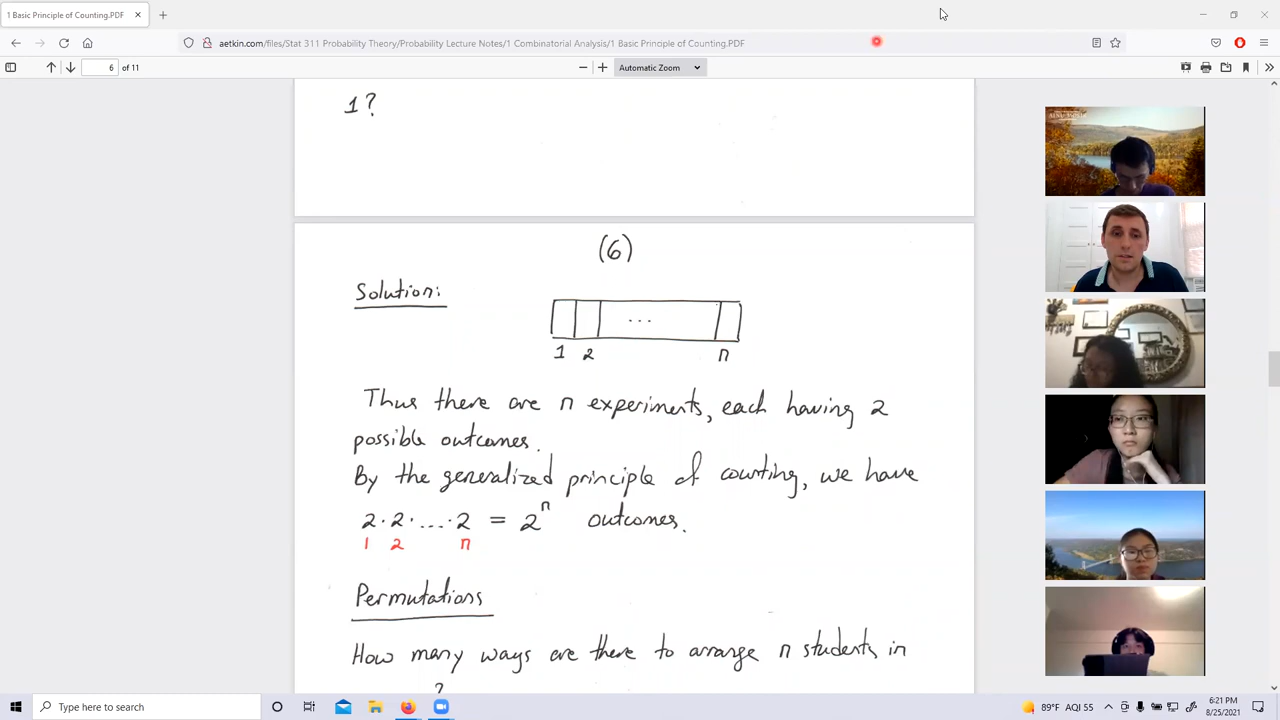 1 Basic Principle of Counting.PDF
aetkin.com/files/Stat 311 Probability Theory/Probability Lecture Notes/1 Combinatorial Analysis/1 Basic Principle of Counting.PDF
6 of 11
Automatic Zoom
1?
(6)
Solution:
...
1 2 n
Thus there are n experiments, each having 2
possible outcomes.
By the generalized principle of counting, we have
2·2·....·2 = 2^n outcomes.
1 2 n
Permutations
How many ways are there to arrange n students in
?
Type here to search
89°F AQI 55
6:21 PM
8/25/2021